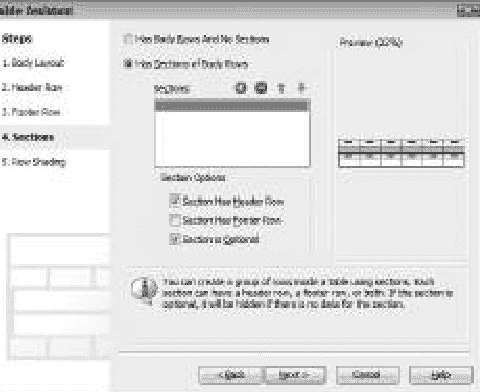 Table Assistant
Steps
1. Body Layout
2. Header Row
3. Footer Row
4. Sections
5. Row Shading
Has Body Rows And No Sections
Has Sections of Body Rows
Sections
Section Options
Section Has Header Row
Section Has Footer Row
Section is Optional
Preview (22%)
You can create a group of rows inside a table using sections. Each
section can have a header row, a footer row, or both. If the section is
optional, it will be hidden if there is no data for the section.
< Back
Next >
Cancel
Help